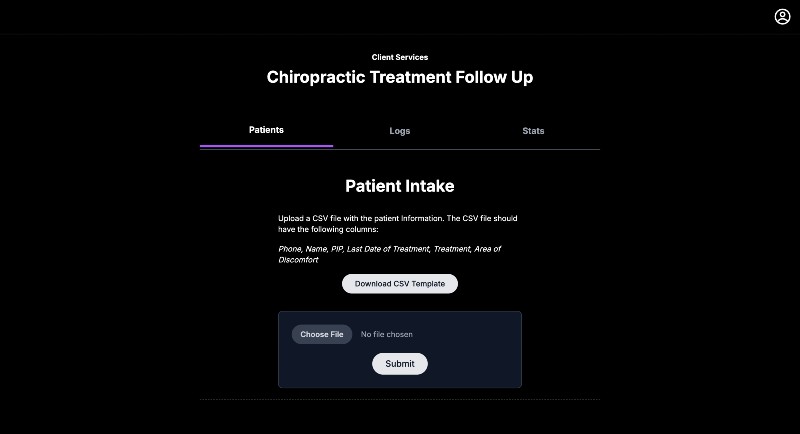 Client Services
Chiropractic Treatment Follow Up
Patients
Logs
Stats
Patient Intake
Upload a CSV file with the patient Information. The CSV file should
have the following columns:
Phone, Name, PIP, Last Date of Treatment, Treatment, Area of
Discomfort
Download CSV Template
Choose File
No file chosen
Submit